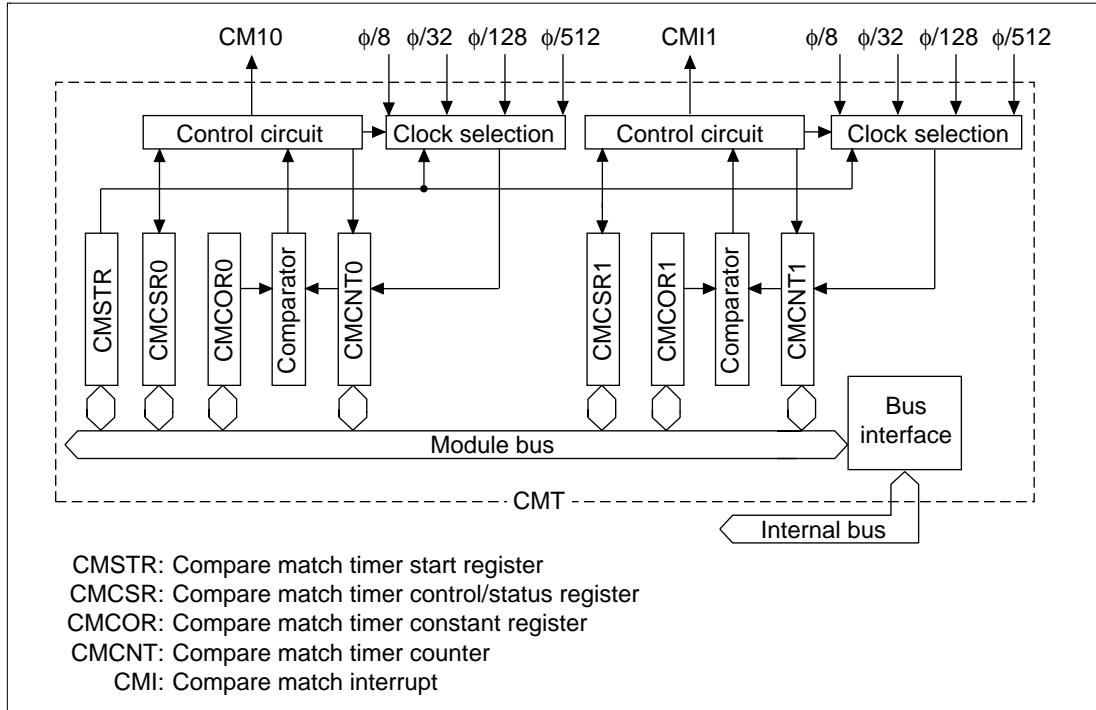 CM10 ϕ/8 ϕ/32 ϕ/128 ϕ/512 CMI1 ϕ/8 ϕ/32 ϕ/128 ϕ/512
Control circuit Clock selection Control circuit Clock selection
CMSTR
CMCSR0
CMCOR0
Comparator
CMCNT0
CMCSR1
CMCOR1
Comparator
CMCNT1
Bus
interface
Module bus
CMT
Internal bus
CMSTR: Compare match timer start register
CMCSR: Compare match timer control/status register
CMCOR: Compare match timer constant register
CMCNT: Compare match timer counter
CMI: Compare match interrupt